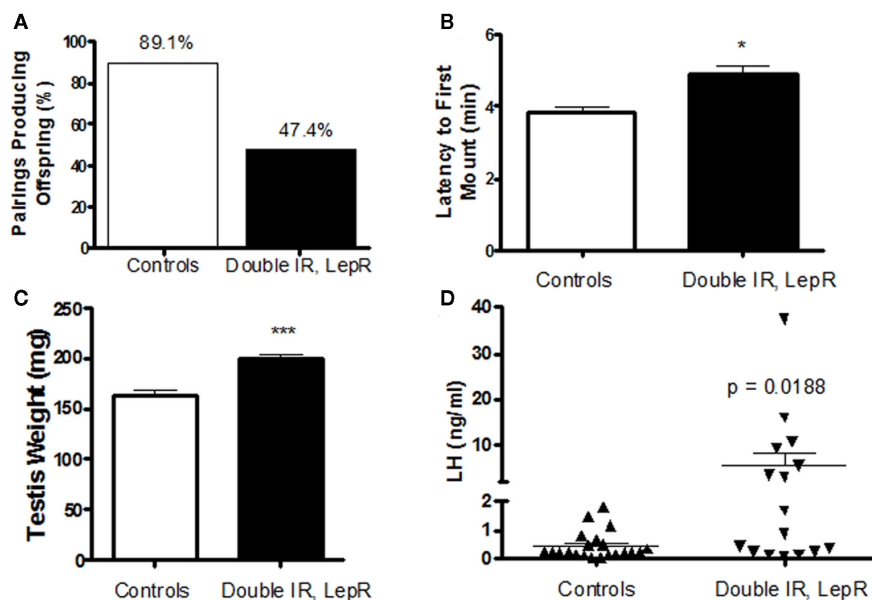 A
Pairings Producing
Offspring (%)
100
80
60
40
20
0
89.1%
47.4%
Controls
Double IR, LepR
B
Latency to First
Mount (min)
6
4
2
0
*
Controls
Double IR, LepR
C
Testis Weight (mg)
250
200
150
100
50
0
***
Controls
Double IR, LepR
D
LH (ng/ml)
40
30
20
10
2
1
0
p = 0.0188
Controls
Double IR, LepR